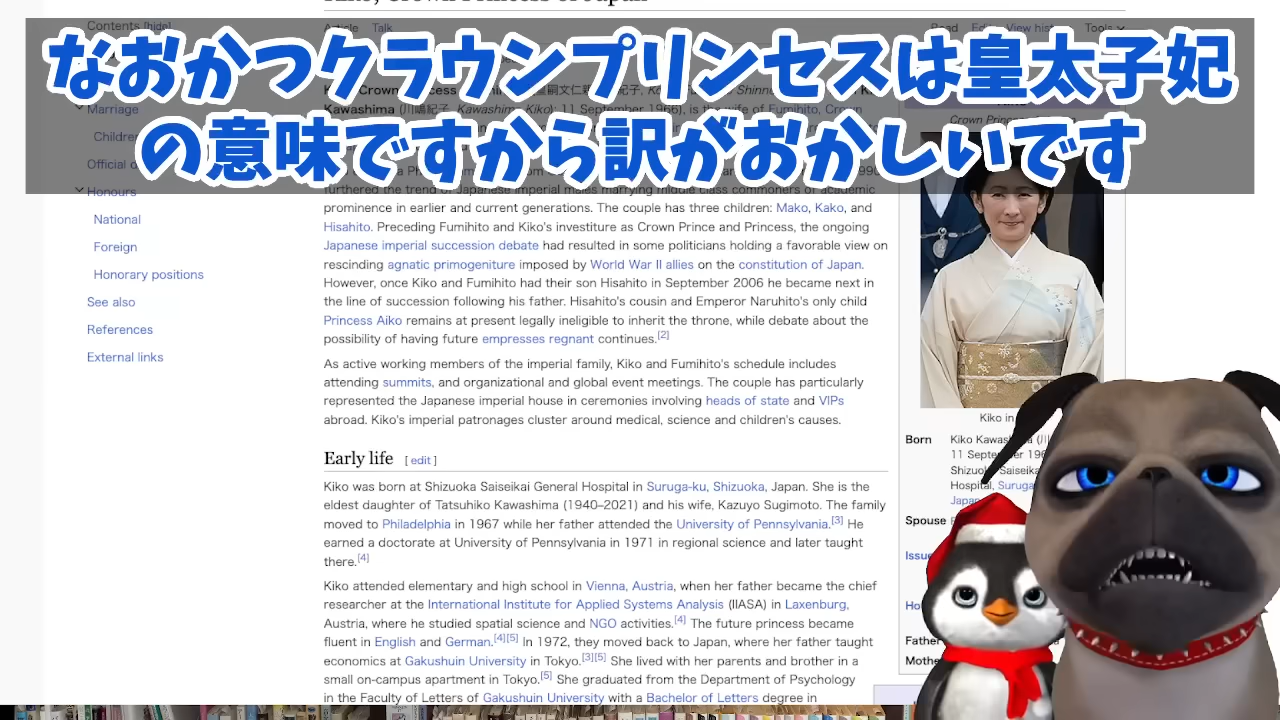 なおかつクラウンプリンセスは皇太子妃
の意味ですから訳がおかしいです
Contents [hide]
Article Talk
Marriage
Official
Honours
National
Foreign
Honorary positions
See also
References
External links
Kawashima (川嶋紀子, Kawashima Kiko); 11 September 1966), is the wife of Fumihito, Crown
furthered the trend of Japanese imperial males marrying middle class commoners of academic
prominence in earlier and current generations. The couple has three children: Mako, Kako, and
Hisahito. Preceding Fumihito and Kiko's investiture as Crown Prince and Princess, the ongoing
Japanese imperial succession debate had resulted in some politicians holding a favorable view on
rescinding agnatic primogeniture imposed by World War II allies on the constitution of Japan.
However, once Kiko and Fumihito had their son Hisahito in September 2006 he became next in
the line of succession following his father. Hisahito's cousin and Emperor Naruhito's only child
Princess Aiko remains at present legally ineligible to inherit the throne, while debate about the
possibility of having future empresses regnant continues.[2]
As active working members of the imperial family, Kiko and Fumihito's schedule includes
attending summits, and organizational and global event meetings. The couple has particularly
represented the Japanese imperial house in ceremonies involving heads of state and VIPs
abroad. Kiko's imperial patronages cluster around medical, science and children's causes.
Early life [ edit ]
Kiko was born at Shizuoka Saiseikai General Hospital in Suruga-ku, Shizuoka, Japan. She is the
eldest daughter of Tatsuhiko Kawashima (1940–2021) and his wife, Kazuyo Sugimoto. The family
moved to Philadelphia in 1967 while her father attended the University of Pennsylvania.[3] He
earned a doctorate at University of Pennsylvania in 1971 in regional science and later taught
there.[4]
Kiko attended elementary and high school in Vienna, Austria, when her father became the chief
researcher at the International Institute for Applied Systems Analysis (IIASA) in Laxenburg,
Austria, where he studied spatial science and NGO activities.[4] The future princess became
fluent in English and German.[4][5] In 1972, they moved back to Japan, where her father taught
economics at Gakushuin University in Tokyo.[3][5] She lived with her parents and brother in a
small on-campus apartment in Tokyo.[5] She graduated from the Department of Psychology
in the Faculty of Letters of Gakushuin University with a Bachelor of Letters degree in
Kiko in
Born Kiko Kawas
11 Septe
Shizuo Saiseika
Hospital, Suruga
Japan
Spouse
Issue
Father
Mothe